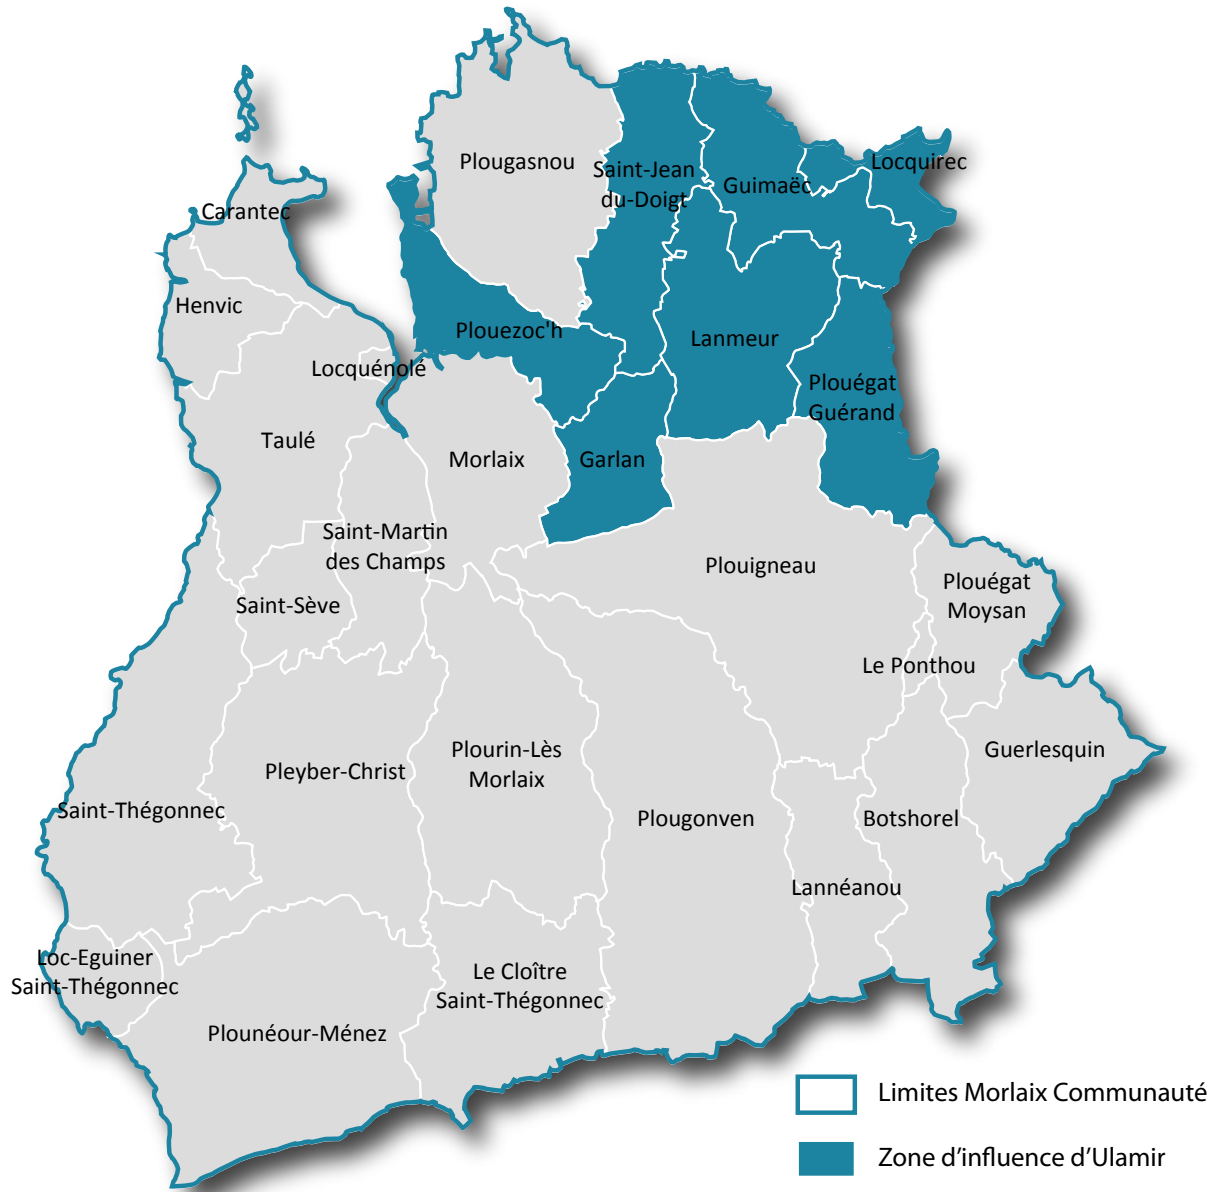 Plougasnou
Saint-Jean
du-Doigt
Guimaëc
Locquirec
Carantec
Henvic
Plouezoc'h
Lanmeur
Locquénolé
Plouégat
Guérand
Taulé
Morlaix
Garlan
Saint-Martin
des Champs
Plouigneau
Plouégat
Moysan
Saint-Sève
Le Ponthou
Plourin-Lès
Morlaix
Guerlesquin
Pleyber-Christ
Saint-Thégonnec
Plougonven
Botshorel
Lannéanou
Loc-Eguiner
Saint-Thégonnec
Le Cloître
Saint-Thégonnec
Plounéour-Ménez
Limites Morlaix Communauté
Zone d'influence d'Ulamir